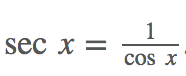 sec x = 1/cos x.